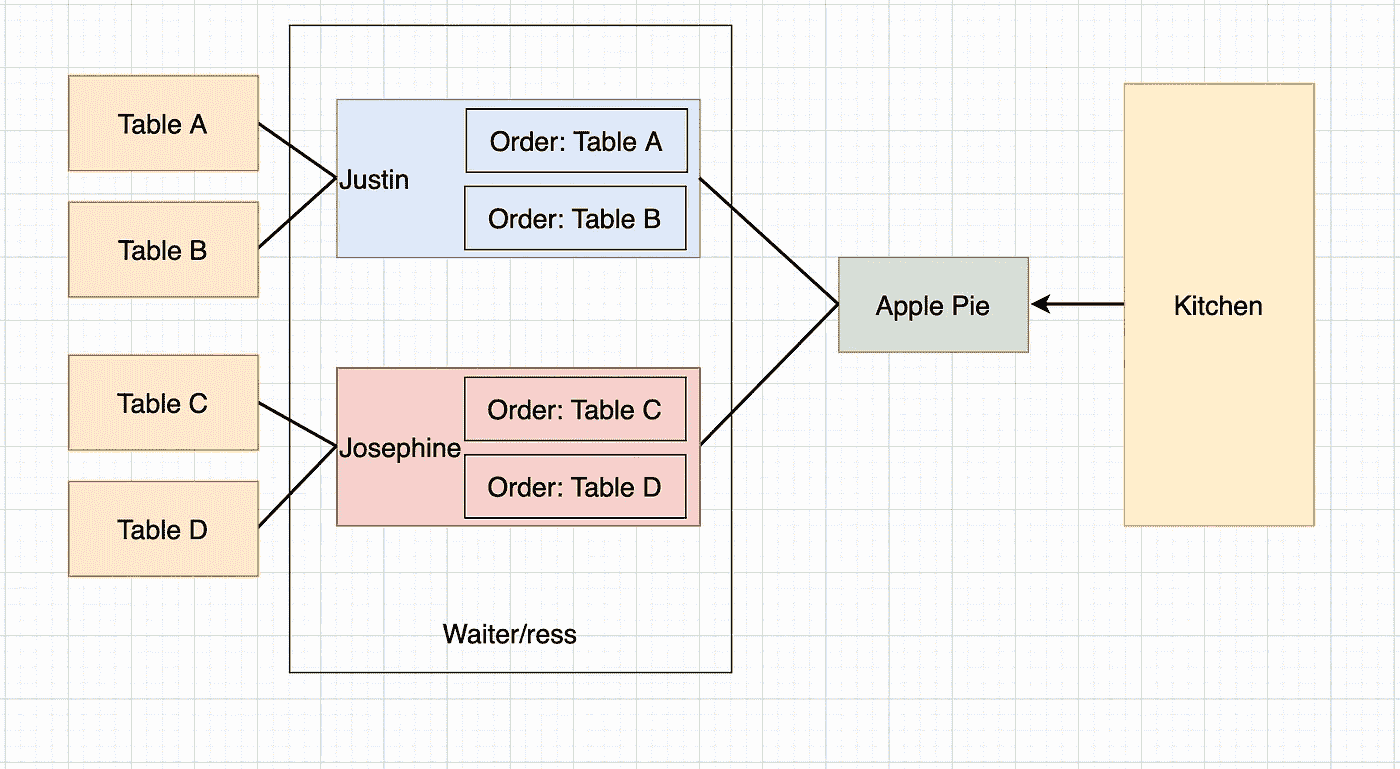 Table A
Table B
Table C
Table D
Justin
Order: Table A
Order: Table B
Josephine
Order: Table C
Order: Table D
Waiter/ress
Apple Pie
Kitchen